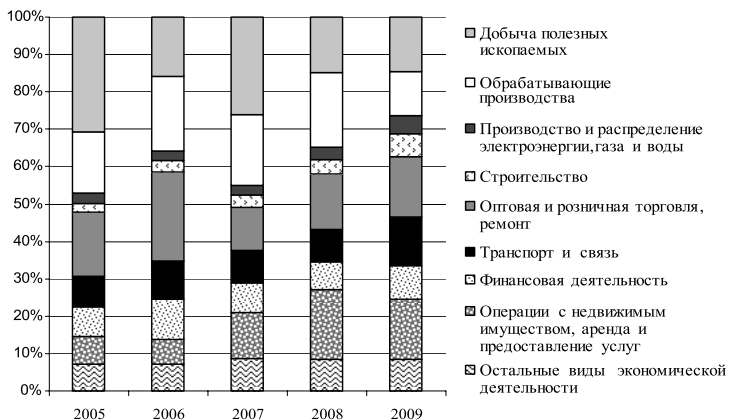 100%
90%
80%
70%
60%
50%
40%
30%
20%
10%
0%
2005 2006 2007 2008 2009
Добыча полезных
ископаемых
Обрабатывающие
производства
Производство и распределение
электроэнергии,газа и воды
Строительство
Оптовая и розничная торговля,
ремонт
Транспорт и связь
Финансовая деятельность
Операции с недвижимым
имуществом, аренда и
предоставление услуг
Остальные виды экономической
деятельности